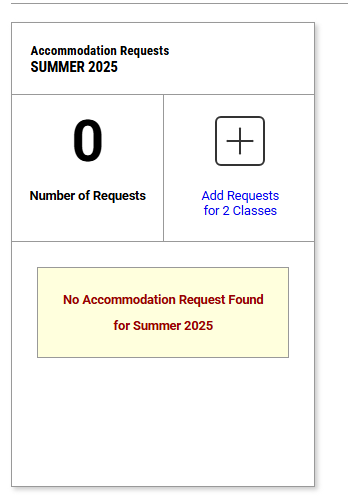 Accommodation Requests
SUMMER 2025
0
Number of Requests
Add Requests
for 2 Classes
No Accommodation Request Found
for Summer 2025